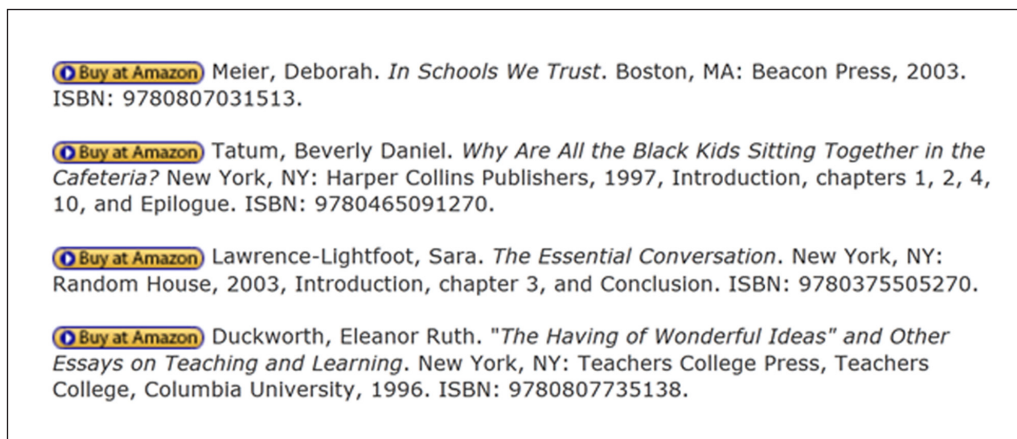 Buy at Amazon Meier, Deborah. In Schools We Trust. Boston, MA: Beacon Press, 2003.
ISBN: 9780807031513.
Buy at Amazon Tatum, Beverly Daniel. Why Are All the Black Kids Sitting Together in the
Cafeteria? New York, NY: Harper Collins Publishers, 1997, Introduction, chapters 1, 2, 4,
10, and Epilogue. ISBN: 9780465091270.
Buy at Amazon Lawrence-Lightfoot, Sara. The Essential Conversation. New York, NY:
Random House, 2003, Introduction, chapter 3, and Conclusion. ISBN: 9780375505270.
Buy at Amazon Duckworth, Eleanor Ruth. "The Having of Wonderful Ideas" and Other
Essays on Teaching and Learning. New York, NY: Teachers College Press, Teachers
College, Columbia University, 1996. ISBN: 9780807735138.